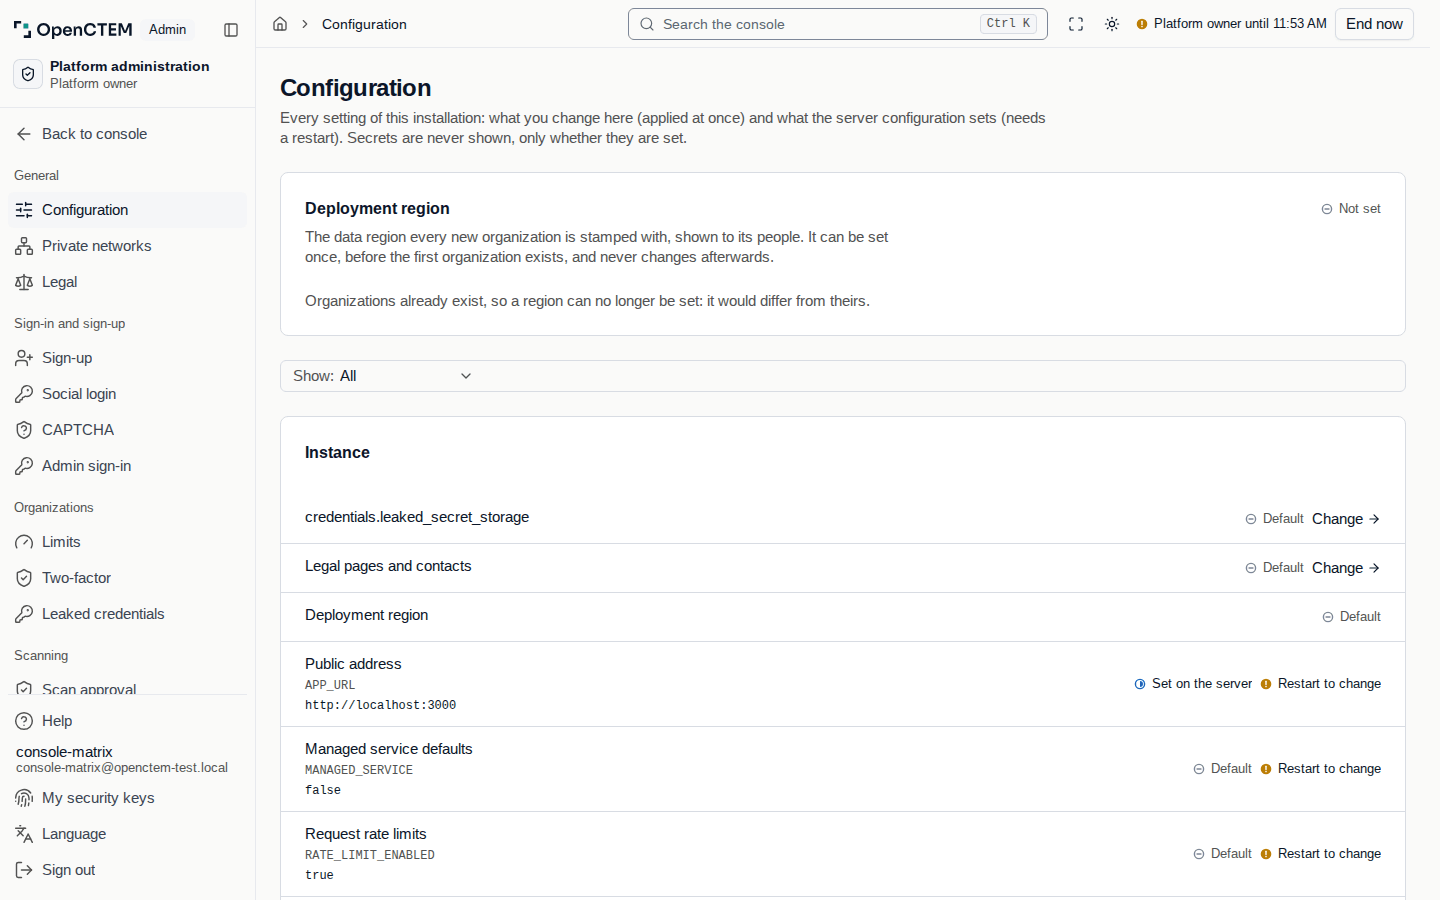 OpenCTEM
Admin
Platform administration
Platform owner
Back to console
General
Configuration
Private networks
Legal
Sign-in and sign-up
Sign-up
Social login
CAPTCHA
Admin sign-in
Organizations
Limits
Two-factor
Leaked credentials
Scanning
Scan approval
Help
console-matrix
console-matrix@openctem-test.local
My security keys
Language
Sign out
Configuration
Search the console
Ctrl K
Platform owner until 11:53 AM
End now
Configuration
Every setting of this installation: what you change here (applied at once) and what the server configuration sets (needs
a restart). Secrets are never shown, only whether they are set.
Deployment region
Not set
The data region every new organization is stamped with, shown to its people. It can be set
once, before the first organization exists, and never changes afterwards.
Organizations already exist, so a region can no longer be set: it would differ from theirs.
Show: All
Instance
credentials.leaked_secret_storage
Default Change
Legal pages and contacts
Default Change
Deployment region
Default
Public address
APP_URL
http://localhost:3000
Set on the server Restart to change
Managed service defaults
MANAGED_SERVICE
false
Default Restart to change
Request rate limits
RATE_LIMIT_ENABLED
true
Default Restart to change